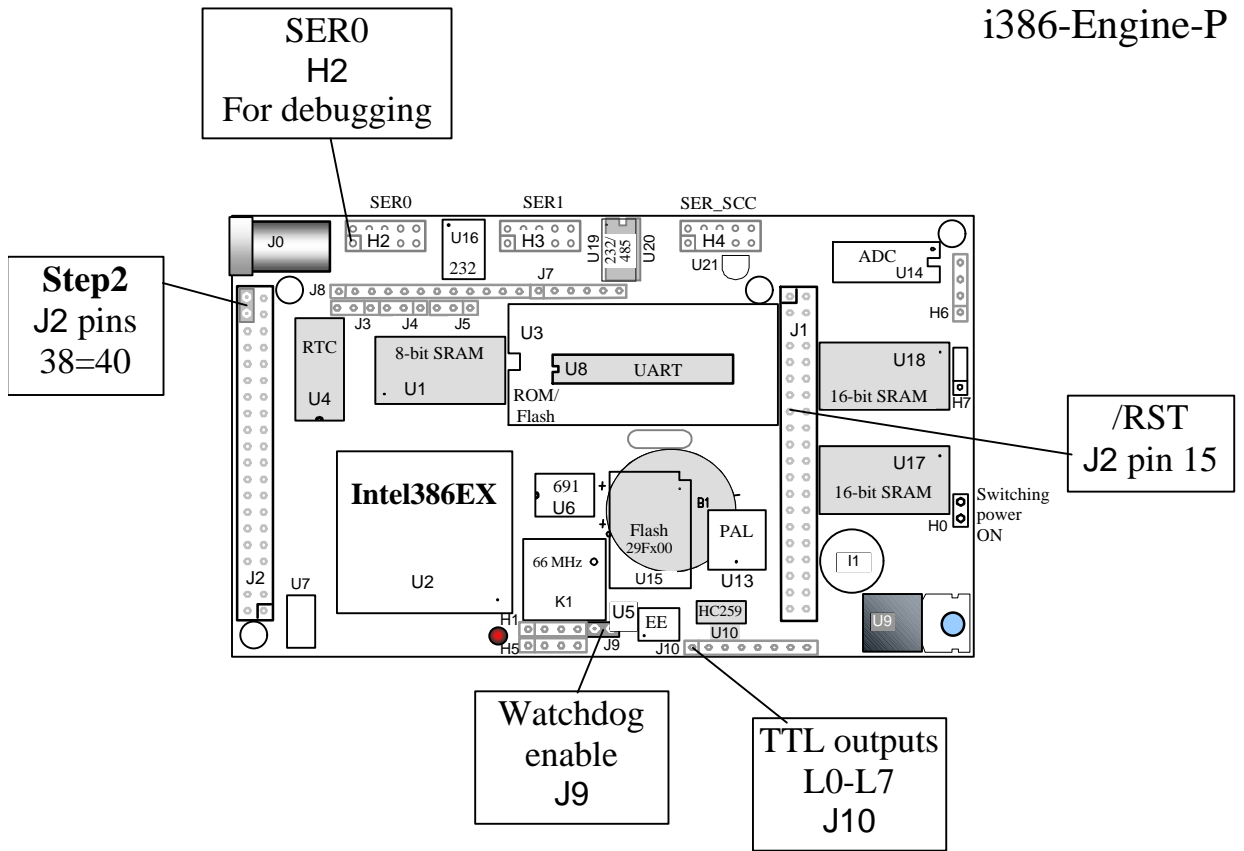 i386-Engine-P
SER0
H2
For debugging
SER0
SER1
SER_SCC
J0
H2
U16
232
H3
U19
232/
485
U20
H4
U21
ADC
U14
Step2
J2 pins
38=40
J8
J7
J3
J4
J5
H6
RTC
U4
8-bit SRAM
U1
U3
U8
UART
ROM/
Flash
J1
U18
16-bit SRAM
H7
/RST
J2 pin 15
U17
16-bit SRAM
H0
Switching
power
ON
Intel386EX
U2
691
U6
+
+
B1
-
Flash
29Fx00
U15
PAL
U13
I1
66 MHz
K1
J2
U7
H1
H5
J9
U5
EE
HC259
U10
J10
U9
Watchdog
enable
J9
TTL outputs
L0-L7
J10